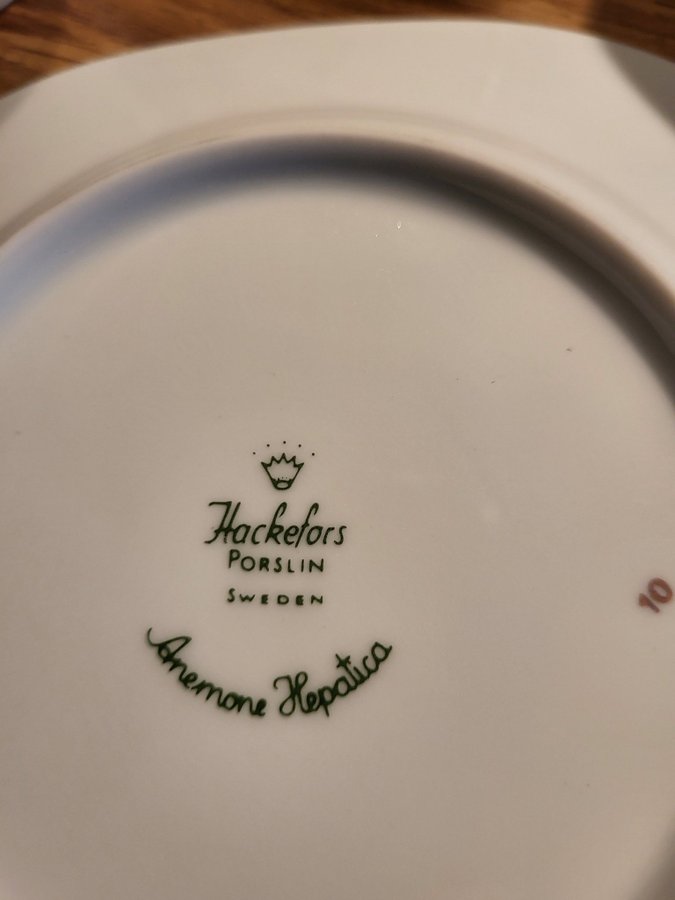 Hackefors
PORSLIN
SWEDEN
Anemone Hepatica
10